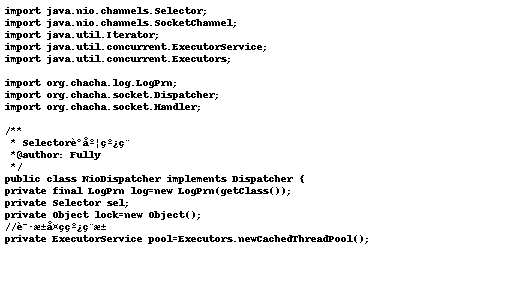 import java.nio.channels.Selector;
import java.nio.channels.SocketChannel;
import java.util.Iterator;
import java.util.concurrent.ExecutorService;
import java.util.concurrent.Executors;
import org.chacha.log.LogPrn;
import org.chacha.socket.Dispatcher;
import org.chacha.socket.Handler;
/**
* Selectorè°åº¦çº¿ç¨
*@author: Fully
*/
public class NioDispatcher implements Dispatcher {
private final LogPrn log=new LogPrn(getClass());
private Selector sel;
private Object lock=new Object();
//è¯·æ±å¤ççº¿ç¨æ±
private ExecutorService pool=Executors.newCachedThreadPool();